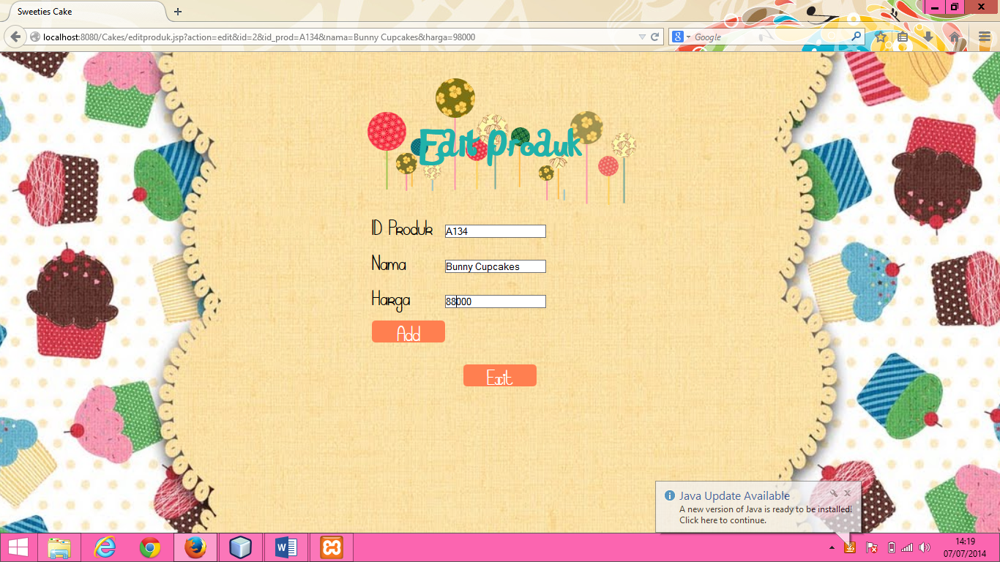 Sweeties Cake
localhost:8080/Cakes/editproduk.jsp?action=edit&id=2&id_prod=A1348&nama=Bunny Cupcakes&harga=98000
Google
Edit Produk
ID Produk
A134
Nama
Bunny Cupcakes
Harga
88000
Add
Exit
Java Update Available
A new version of Java is ready to be installed!
Click here to continue.
14:19
07/07/2014